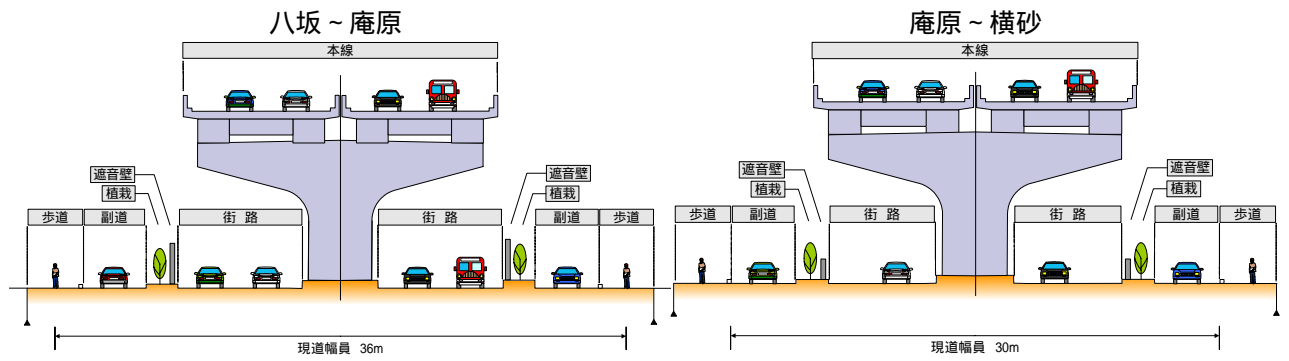 八坂 ~ 庵原
本線
遮音壁
植栽
遮音壁
植栽
歩道
副道
街 路
街 路
副道
歩道
現道幅員 36m
庵原 ~ 横砂
本線
遮音壁
植栽
遮音壁
植栽
歩道
副道
街 路
街 路
副道
歩道
現道幅員 30m